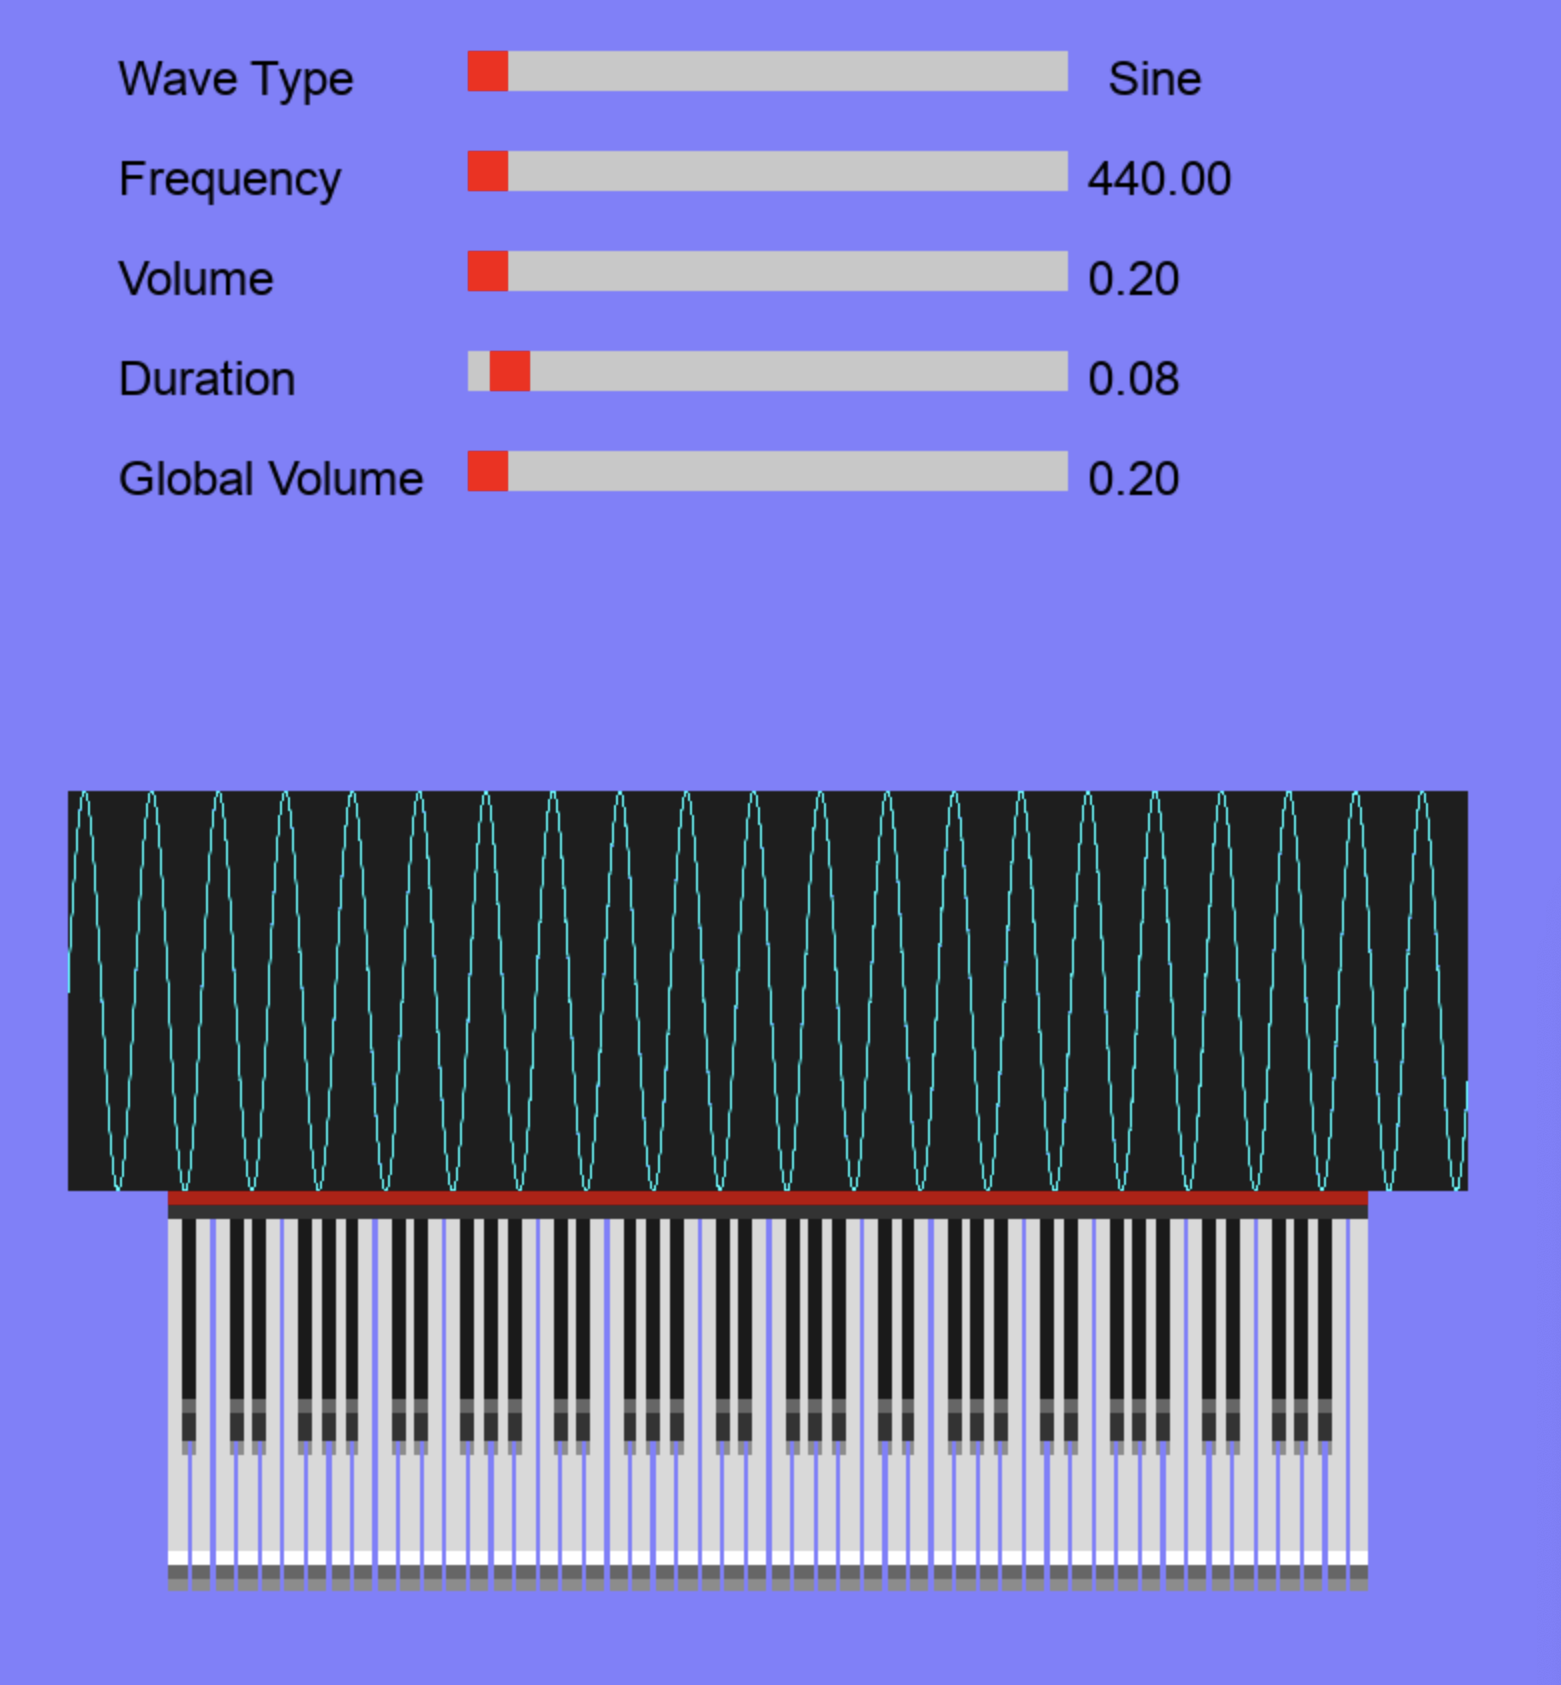 Wave Type Sine
Frequency 440.00
Volume 0.20
Duration 0.08
Global Volume 0.20